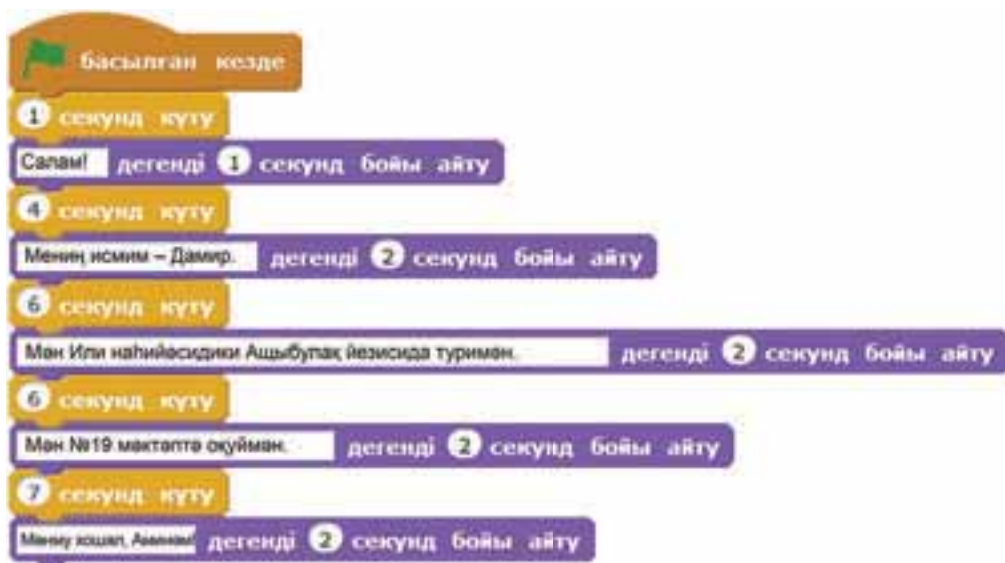 басылған кезде
1 секунд күту
Салам! дегенді 1 секунд бойы айту
4 секунд күту
Мениң исмим – Дамир. дегенді 2 секунд бойы айту
6 секунд күту
Мән Или наһийәсидики Ащыбулақ йезисида туримән. дегенді 2 секунд бойы айту
6 секунд күту
Мән №19 мәктәптә оқуймән. дегенді 2 секунд бойы айту
7 секунд күту
хошал, дегенді 2 секунд бойы айту